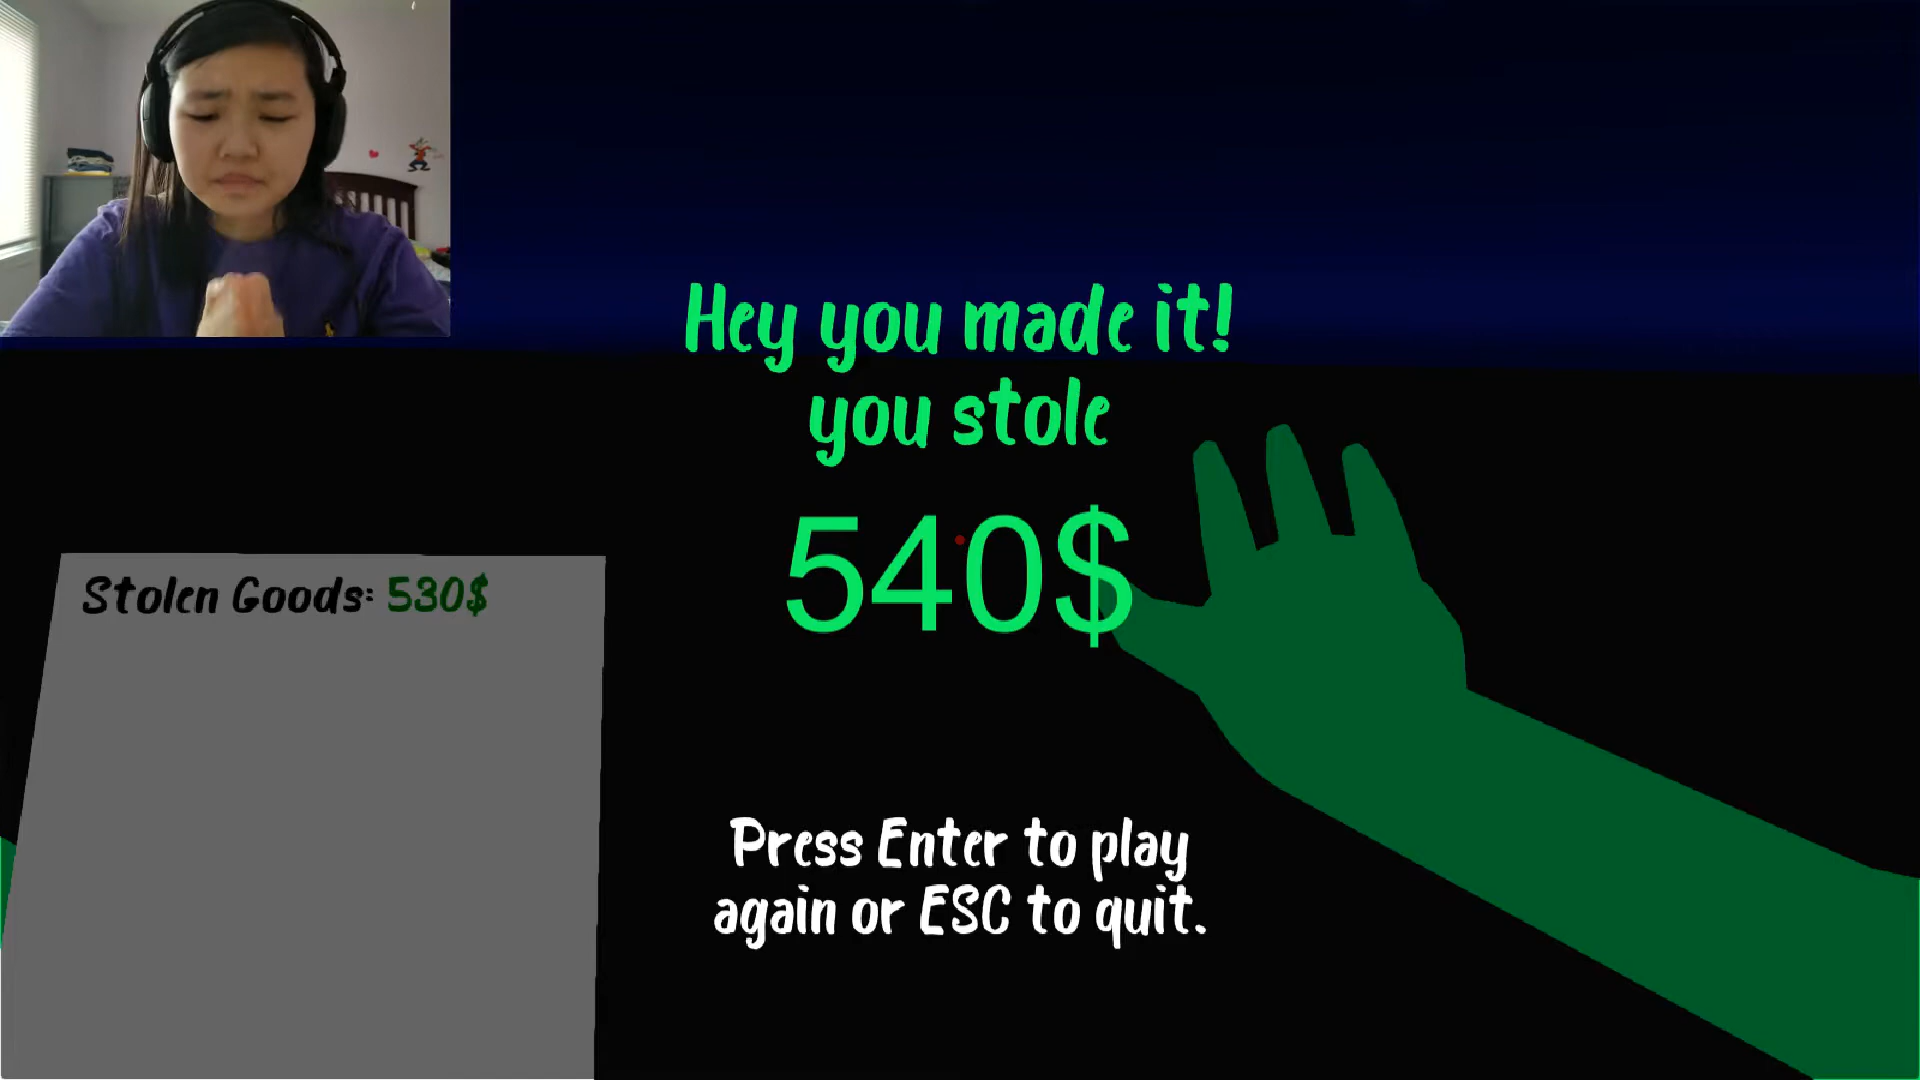 Hey you made it!
you stole
540$
Stolen Goods: 530$
Press Enter to play
again or ESC to quit.